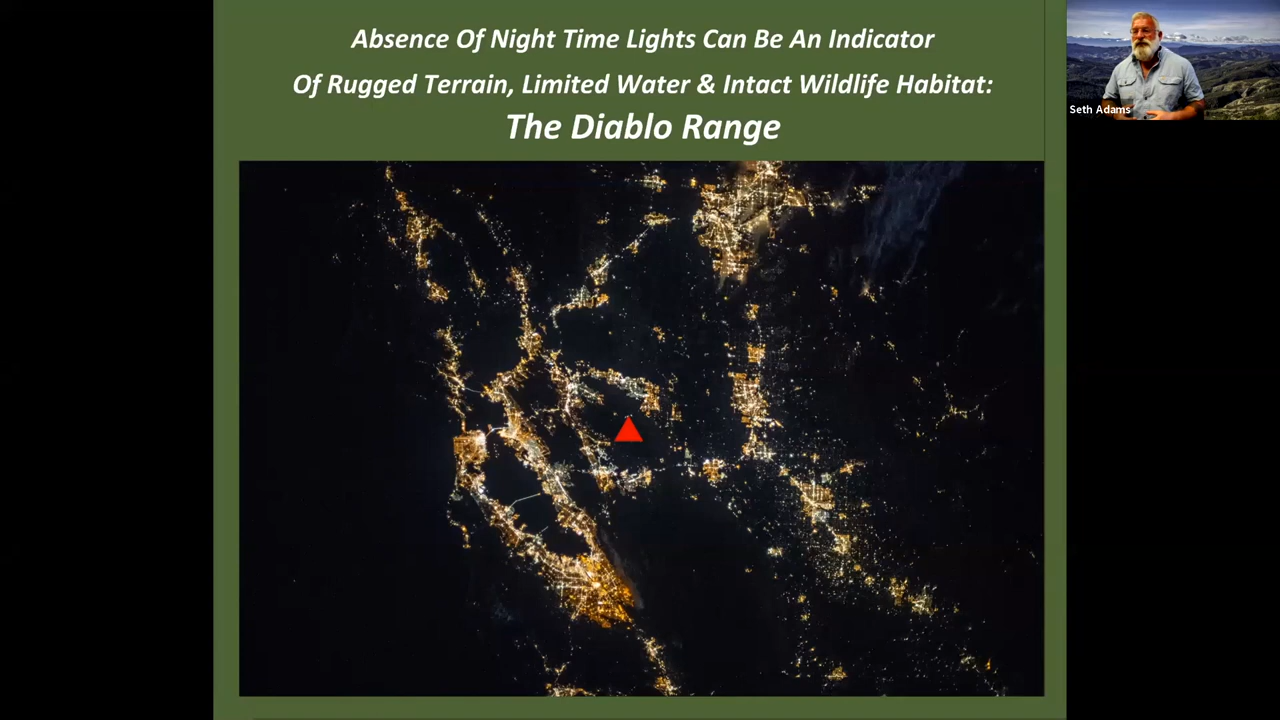 Absence Of Night Time Lights Can Be An Indicator
Of Rugged Terrain, Limited Water & Intact Wildlife Habitat:
The Diablo Range
Seth Adams